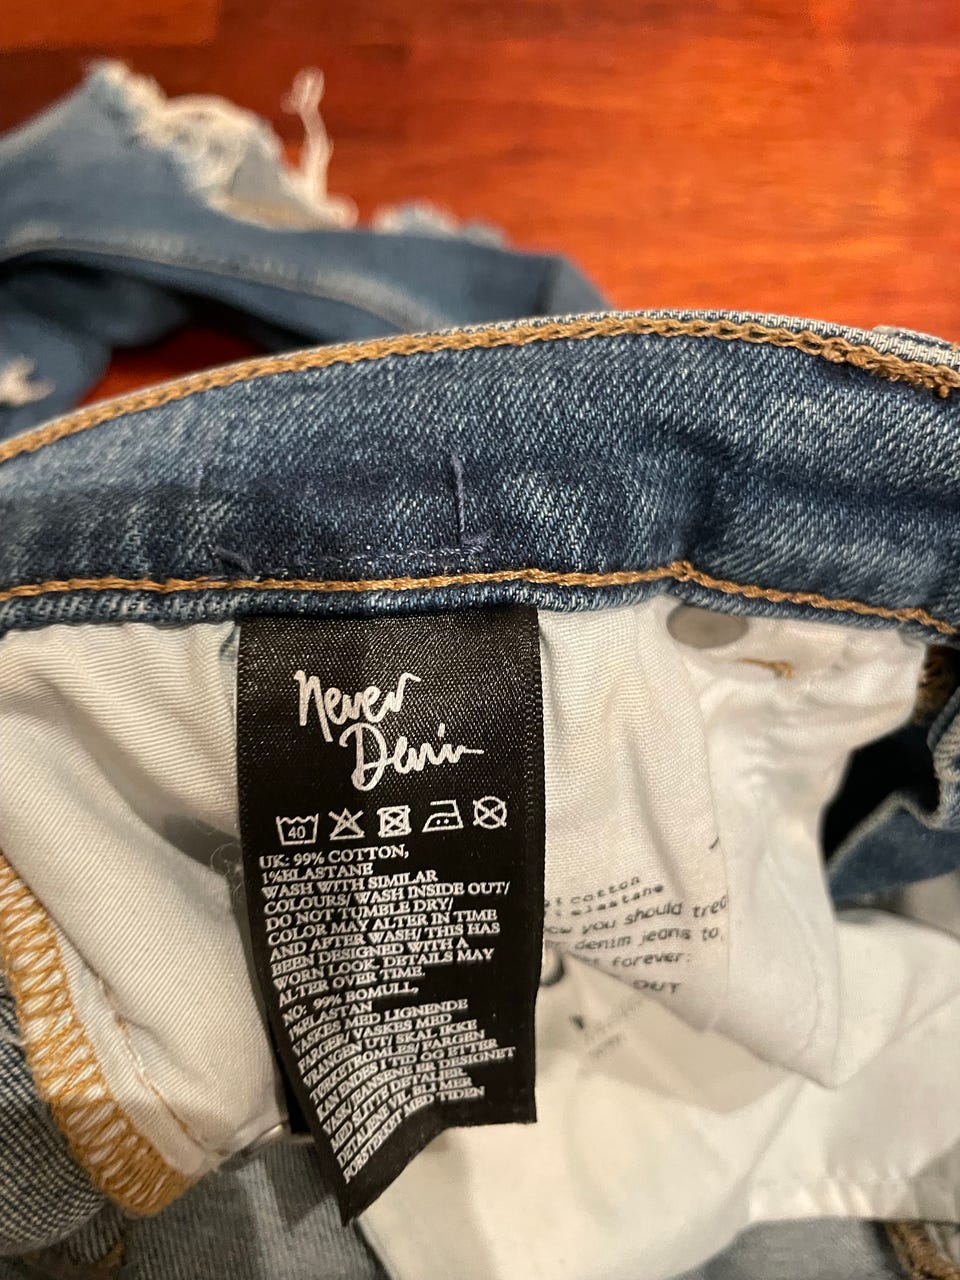 Never
Denim
40
UK: 99% COTTON,
1%ELASTANE
WASH WITH SIMILAR
COLOURS/ WASH INSIDE OUT/
DO NOT TUMBLE DRY/
COLOR MAY ALTER IN TIME
AND AFTER WASH/ THIS HAS
BEEN DESIGNED WITH A
WORN LOOK. DETAILS MAY
ALTER OVER TIME.
NO: 99% BOMULL,
1%ELASTAN
VASKES MED LIGNENDE
FARGER/ VASKES MED
VRANGEN UT/ SKAL IKKE
TØRKETROMLES/ FARGEN
KAN ENDES I TID OG ETTER
VASK/JEANSENE ER DESIGNET
MED SLITTE DETALJER.
DETALJENE VIL BLI MER
FORSTERKET MED TIDEN
cotton
elastane
you should
denim jeans to
forever:
OUT